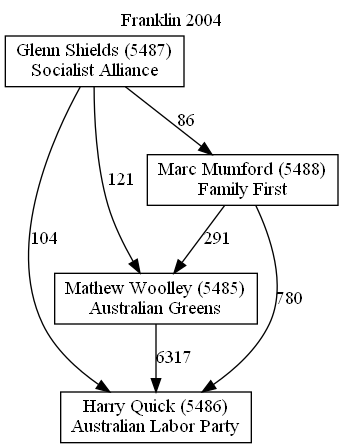 Franklin 2004
Glenn Shields (5487)
Socialist Alliance
86
Marc Mumford (5488)
Family First
121
104
291
780
Mathew Woolley (5485)
Australian Greens
6317
Harry Quick (5486)
Australian Labor Party